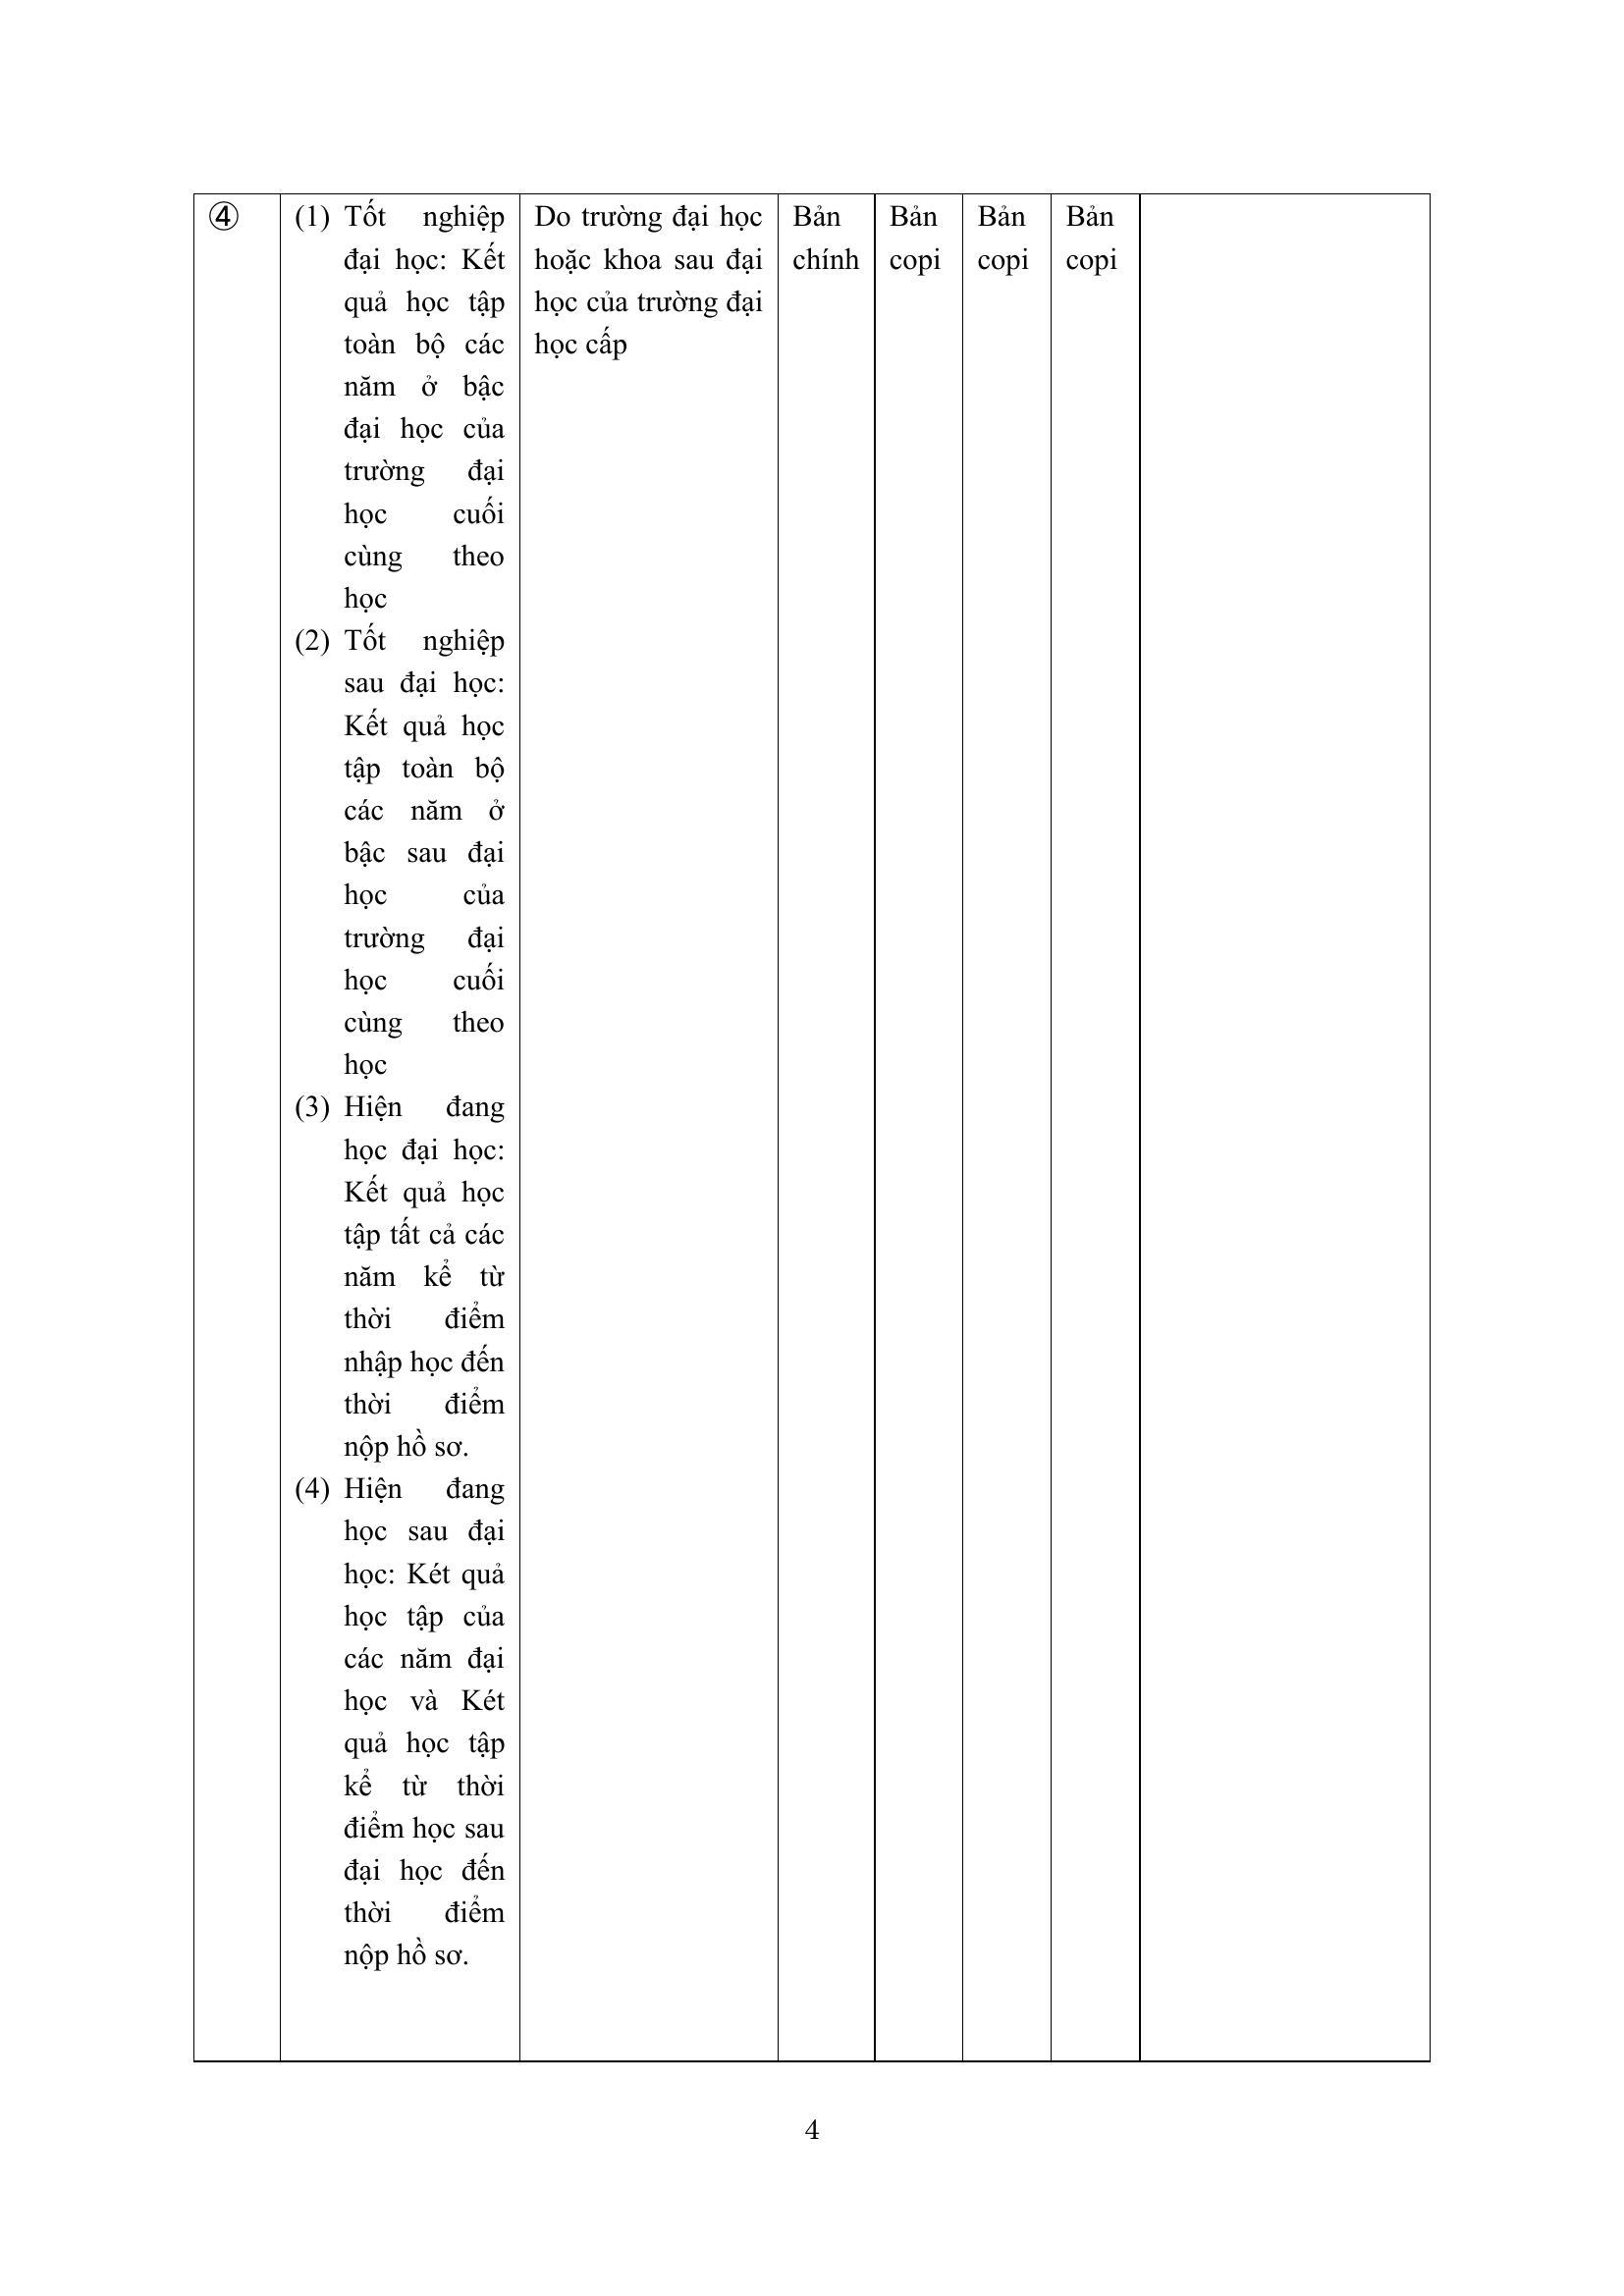 ④
(1) Tốt nghiệp
đại học: Kết
quả học tập
toàn bộ các
năm ở bậc
đại học của
trường đại
học cuối
cùng theo
học
(2) Tốt nghiệp
sau đại học:
Kết quả học
tập toàn bộ
các năm ở
bậc sau đại
học của
trường đại
học cuối
cùng theo
học
(3) Hiện đang
học đại học:
Kết quả học
tập tất cả các
năm kể từ
thời điểm
nhập học đến
thời điểm
nộp hồ sơ.
(4) Hiện đang
học sau đại
học: Két quả
học tập của
các năm đại
học và Két
quả học tập
kể từ thời
điểm học sau
đại học đến
thời điểm
nộp hồ sơ.
Do trường đại học
hoặc khoa sau đại
học của trường đại
học cấp
Bản
chính
Bản
copi
Bản
copi
Bản
copi
4